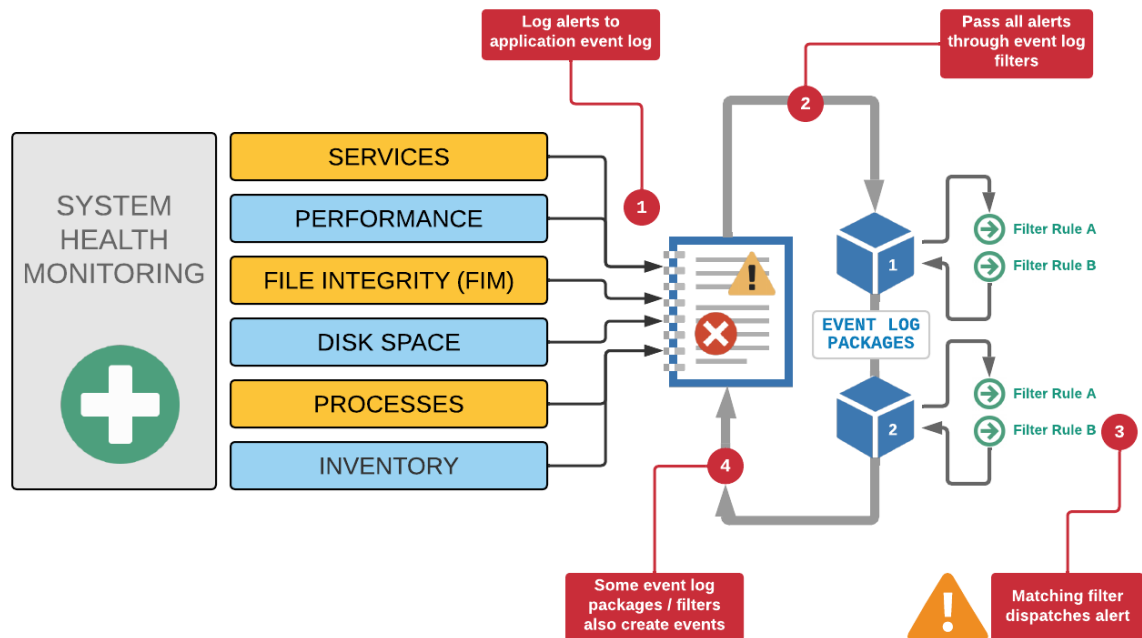 Log alerts to
application event log
Pass all alerts
through event log
filters
2
SYSTEM
HEALTH
MONITORING
SERVICES
PERFORMANCE
FILE INTEGRITY (FIM)
DISK SPACE
PROCESSES
INVENTORY
1
1
Filter Rule A
Filter Rule B
EVENT LOG
PACKAGES
2
Filter Rule A
Filter Rule B
3
4
Some event log
packages / filters
also create events
Matching filter
dispatches alert